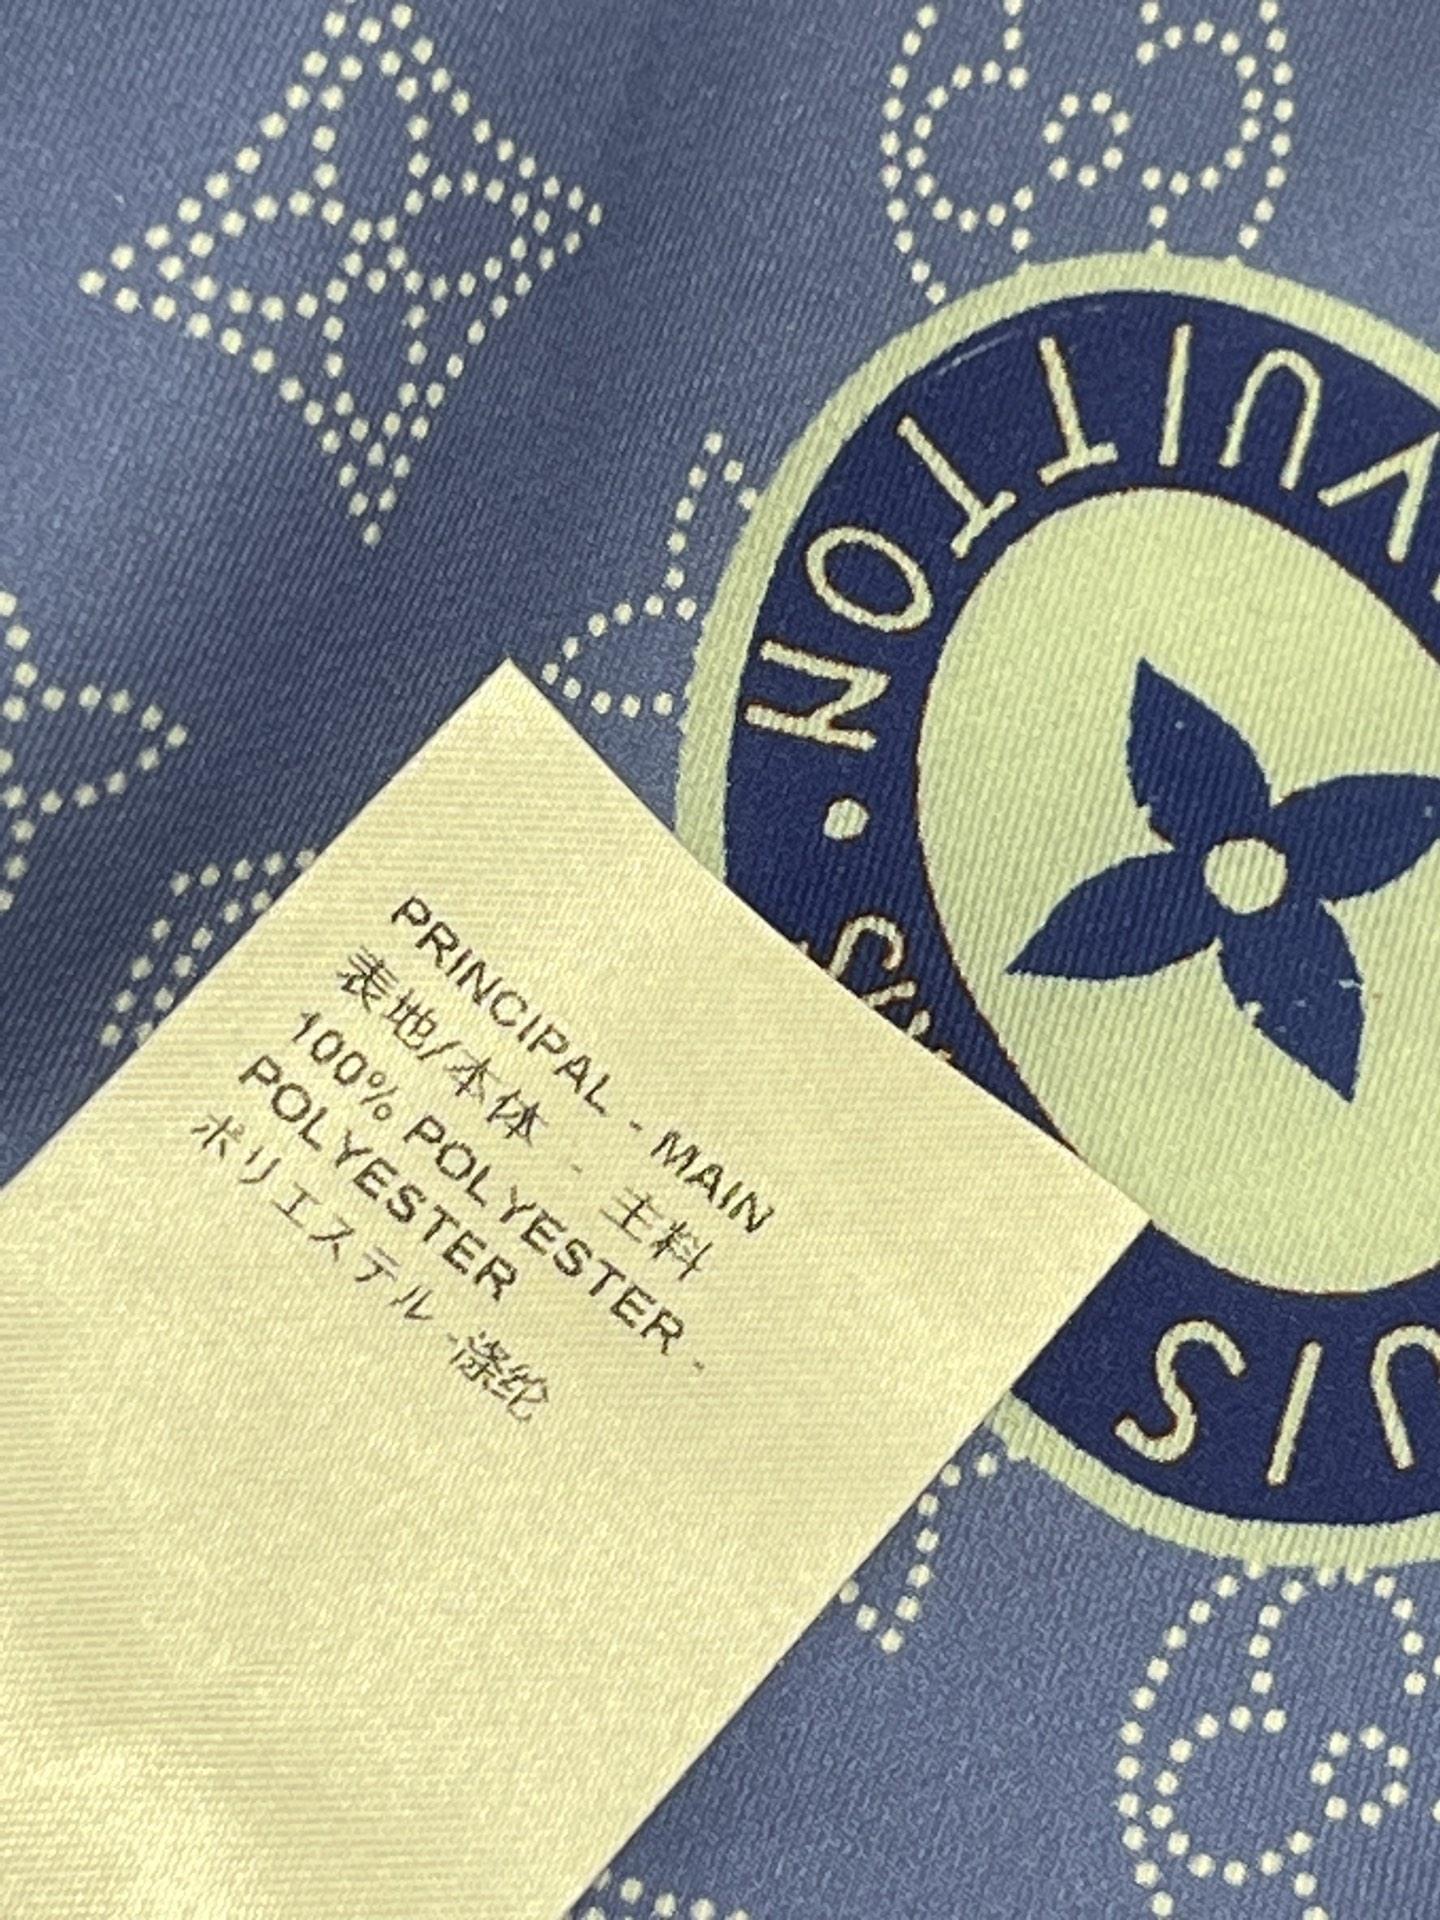 PRINCIPAL - MAIN
表地/本体 - 主料
100% POLYESTER -
POLYESTER
ポリエステル -涤纶
VUITTON
UIS